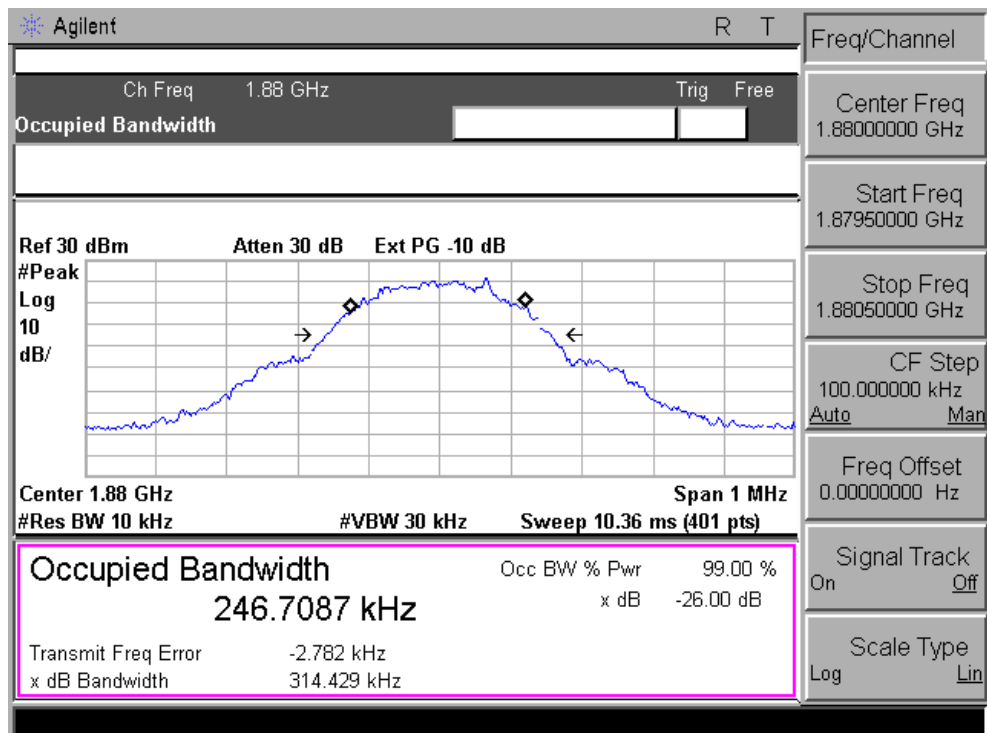 Agilent R T
Ch Freq 1.88 GHz Trig Free
Occupied Bandwidth
Ref 30 dBm Atten 30 dB Ext PG -10 dB
#Peak
Log
10
dB/
Center 1.88 GHz Span 1 MHz
#Res BW 10 kHz #VBW 30 kHz Sweep 10.36 ms (401 pts)
Occupied Bandwidth
246.7087 kHz
Occ BW % Pwr 99.00 %
x dB -26.00 dB
Transmit Freq Error -2.782 kHz
x dB Bandwidth 314.429 kHz
Freq/Channel
Center Freq
1.88000000 GHz
Start Freq
1.87950000 GHz
Stop Freq
1.88050000 GHz
CF Step
100.000000 kHz
Auto Man
Freq Offset
0.00000000 Hz
Signal Track
On Off
Scale Type
Log Lin